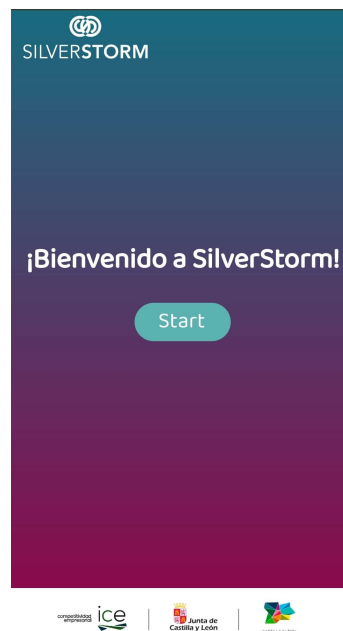 SILVERSTORM
¡Bienvenido a SilverStorm!
Start
competitividad
empresarial
ice
Junta de
Castilla y León